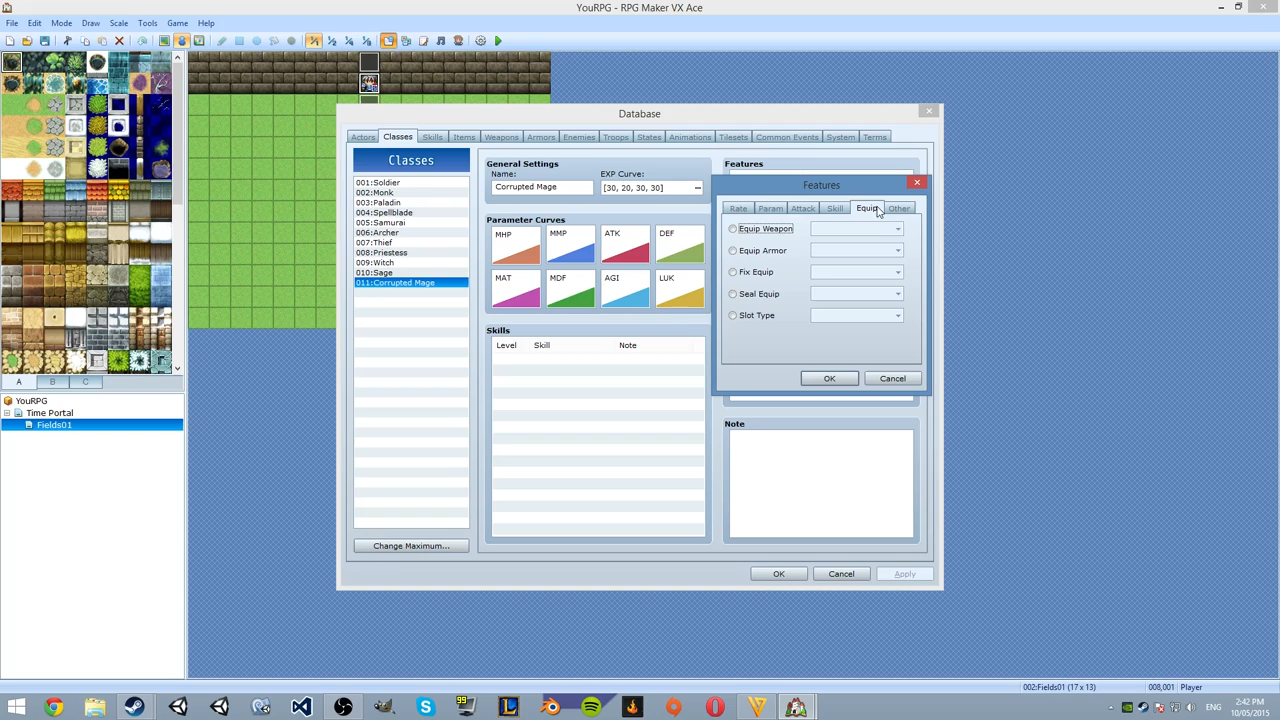 YouRPG - RPG Maker VX Ace
File Edit Mode Draw Scale Tools Game Help
Database
Actors Classes Skills Items Weapons Armors Enemies Troops States Animations Tilesets Common Events System Terms
Classes
001:Soldier
002:Monk
003:Paladin
004:Spellblade
005:Samurai
006:Archer
007:Thief
008:Priestess
009:Witch
010:Sage
011:Corrupted Mage
Change Maximum...
General Settings
Name:
Corrupted Mage
EXP Curve:
[30, 20, 30, 30]
Parameter Curves
MHP MMP ATK DEF
MAT MDF AGI LUK
Skills
Level Skill Note
Features
Features
Rate Param Attack Skill Equip Other
Equip Weapon
Equip Armor
Fix Equip
Seal Equip
Slot Type
OK Cancel
Note
OK Cancel Apply
A B C
YouRPG
Time Portal
Fields01
002:Fields01 (17 x 13) 008,001 Player
ENG
2:42 PM
10/05/2015